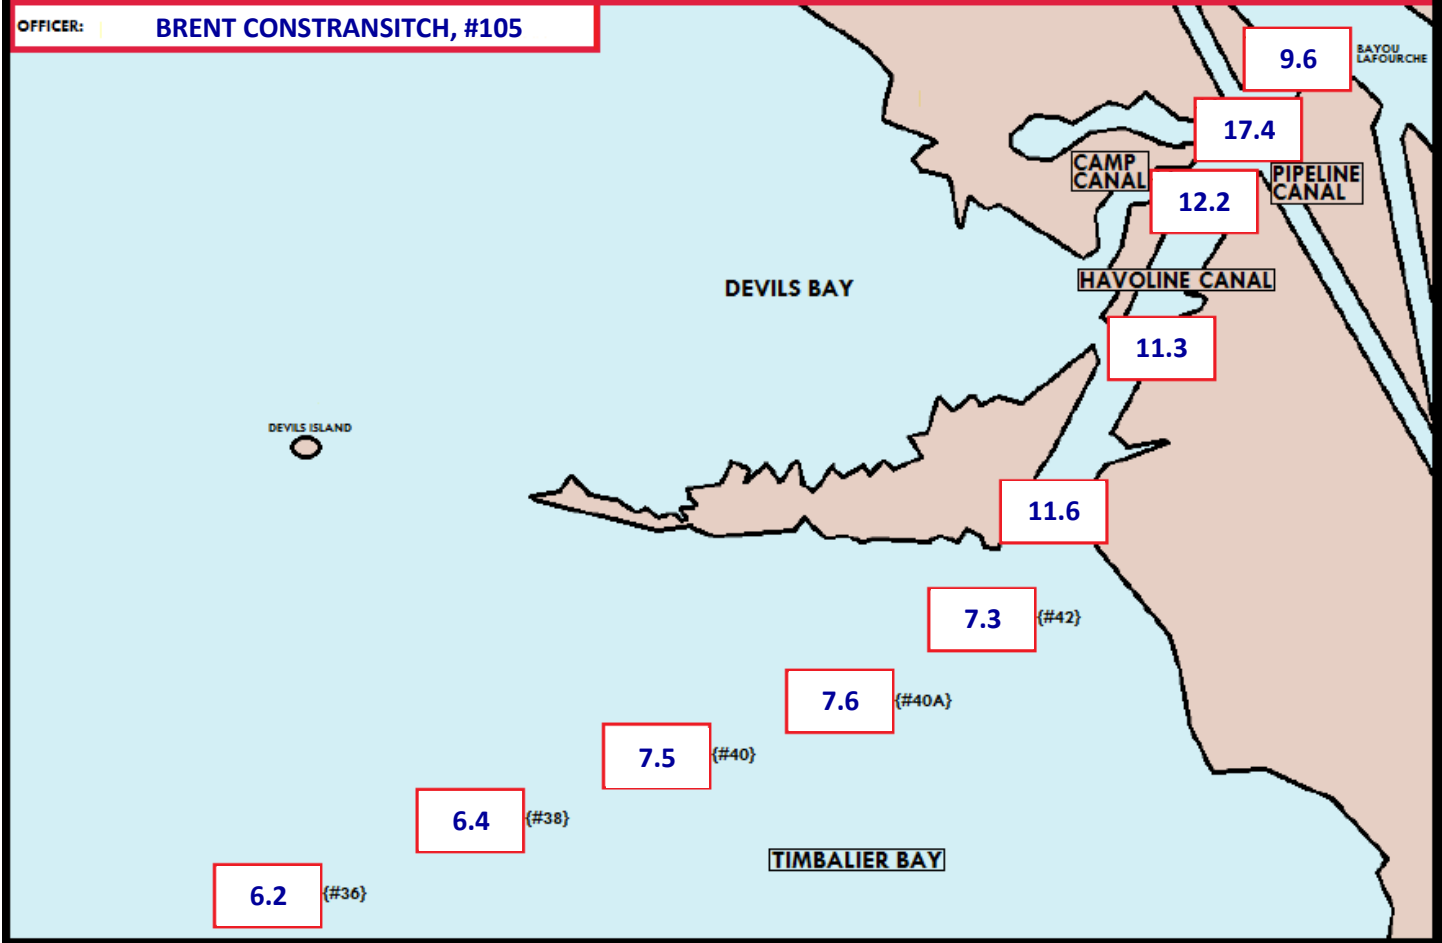 OFFICER: BRENT CONSTRANSITCH, #105
9.6
BAYOU
LAFOURCHE
17.4
CAMP
CANAL
PIPELINE
CANAL
12.2
HAVOLINE CANAL
DEVILS BAY
11.3
DEVILS ISLAND
11.6
7.3 {#42}
7.6 {#40A}
7.5 {#40}
6.4 {#38}
TIMBALIER BAY
6.2 {#36}